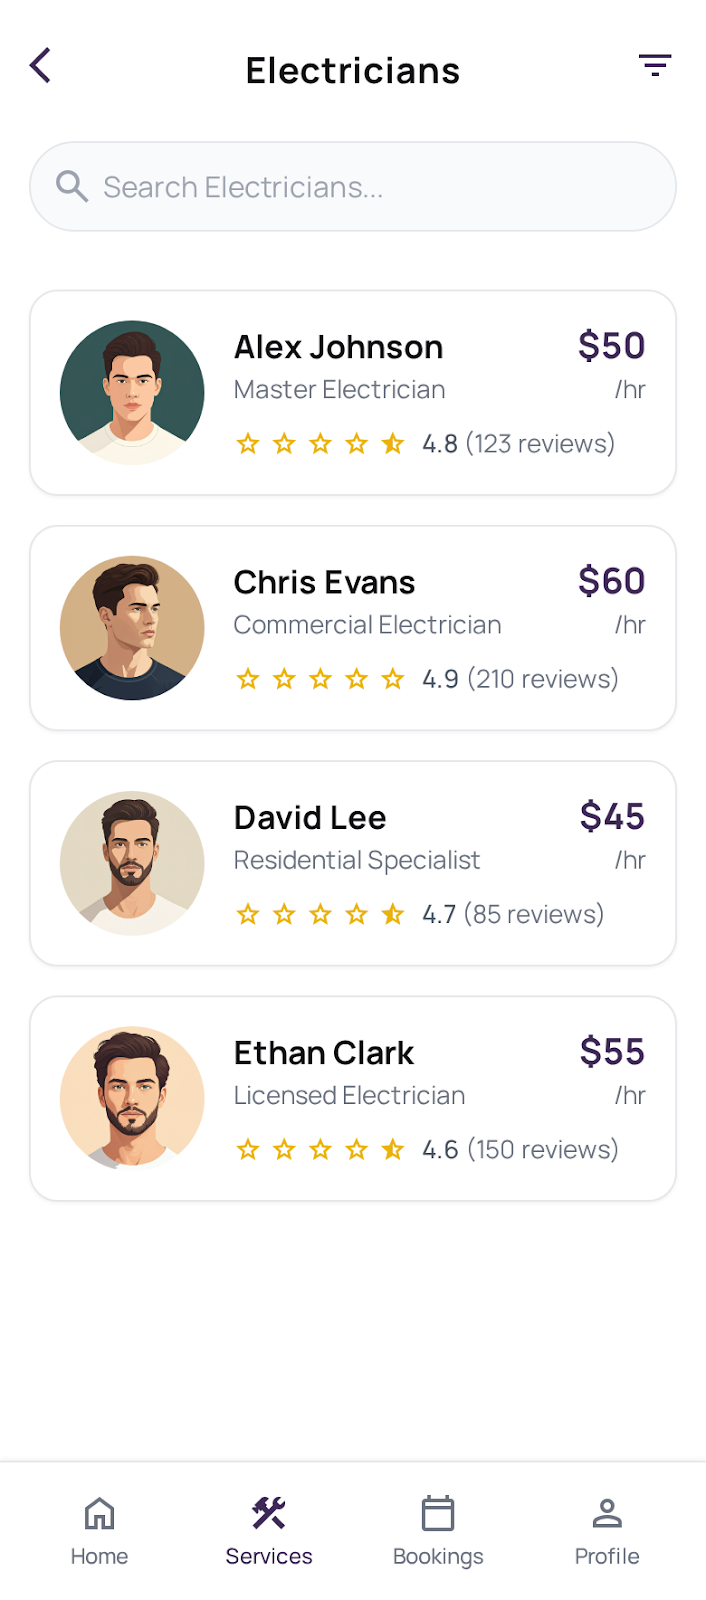 Electricians
Search Electricians...
Alex Johnson $50
Master Electrician /hr
4.8 (123 reviews)
Chris Evans $60
Commercial Electrician /hr
4.9 (210 reviews)
David Lee $45
Residential Specialist /hr
4.7 (85 reviews)
Ethan Clark $55
Licensed Electrician /hr
4.6 (150 reviews)
Home Services Bookings Profile